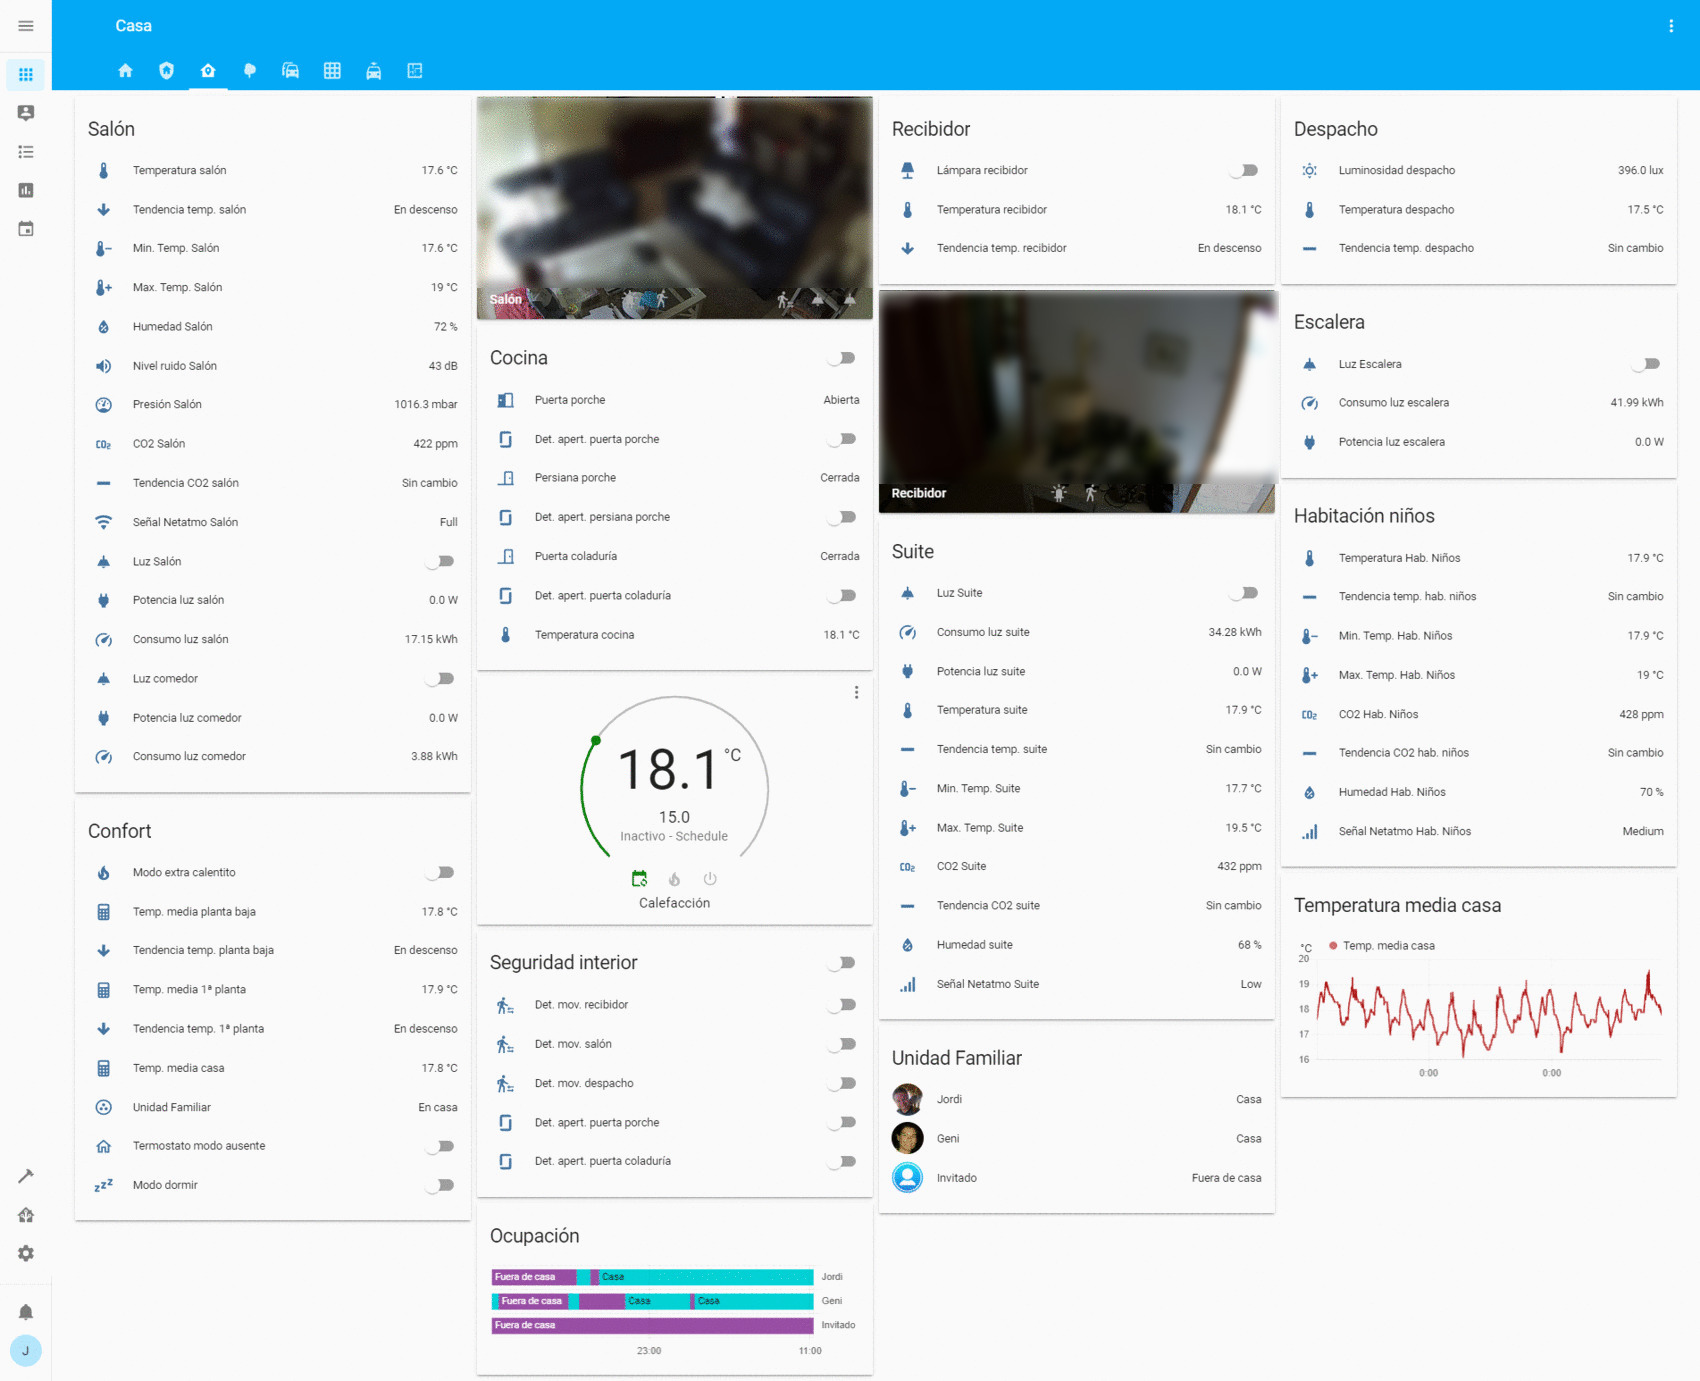 Casa
Salón
Temperatura salón 17.6 °C
Tendencia temp. salón En descenso
Min. Temp. Salón 17.6 °C
Max. Temp. Salón 19 °C
Humedad Salón 72 %
Nivel ruido Salón 43 dB
Presión Salón 1016.3 mbar
CO2 Salón 422 ppm
Tendencia CO2 salón Sin cambio
Señal Netatmo Salón Full
Luz Salón
Potencia luz salón 0.0 W
Consumo luz salón 17.15 kWh
Luz comedor
Potencia luz comedor 0.0 W
Consumo luz comedor 3.88 kWh
Confort
Modo extra calentito
Temp. media planta baja 17.8 °C
Tendencia temp. planta baja En descenso
Temp. media 1ª planta 17.9 °C
Tendencia temp. 1ª planta En descenso
Temp. media casa 17.8 °C
Unidad Familiar En casa
Termostato modo ausente
Modo dormir
J
Salón
Cocina
Puerta porche Abierta
Det. apert. puerta porche
Persiana porche Cerrada
Det. apert. persiana porche
Puerta coladuría Cerrada
Det. apert. puerta coladuría
Temperatura cocina 18.1 °C
18.1 °C
15.0
Inactivo - Schedule
Calefacción
Seguridad interior
Det. mov. recibidor
Det. mov. salón
Det. mov. despacho
Det. apert. puerta porche
Det. apert. puerta coladuría
Ocupación
Fuera de casa Casa Jordi
Fuera de casa Casa Casa Geni
Fuera de casa Invitado
23:00 11:00
Recibidor
Lámpara recibidor
Temperatura recibidor 18.1 °C
Tendencia temp. recibidor En descenso
Recibidor
Suite
Luz Suite
Consumo luz suite 34.28 kWh
Potencia luz suite 0.0 W
Temperatura suite 17.9 °C
Tendencia temp. suite Sin cambio
Min. Temp. Suite 17.7 °C
Max. Temp. Suite 19.5 °C
CO2 Suite 432 ppm
Tendencia CO2 suite Sin cambio
Humedad suite 68 %
Señal Netatmo Suite Low
Unidad Familiar
Jordi Casa
Geni Casa
Invitado Fuera de casa
Despacho
Luminosidad despacho 396.0 lux
Temperatura despacho 17.5 °C
Tendencia temp. despacho Sin cambio
Escalera
Luz Escalera
Consumo luz escalera 41.99 kWh
Potencia luz escalera 0.0 W
Habitación niños
Temperatura Hab. Niños 17.9 °C
Tendencia temp. hab. niños Sin cambio
Min. Temp. Hab. Niños 17.9 °C
Max. Temp. Hab. Niños 19 °C
CO2 Hab. Niños 428 ppm
Tendencia CO2 hab. niños Sin cambio
Humedad Hab. Niños 70 %
Señal Netatmo Hab. Niños Medium
Temperatura media casa
°C Temp. media casa
20
19
18
17
16
0:00 0:00